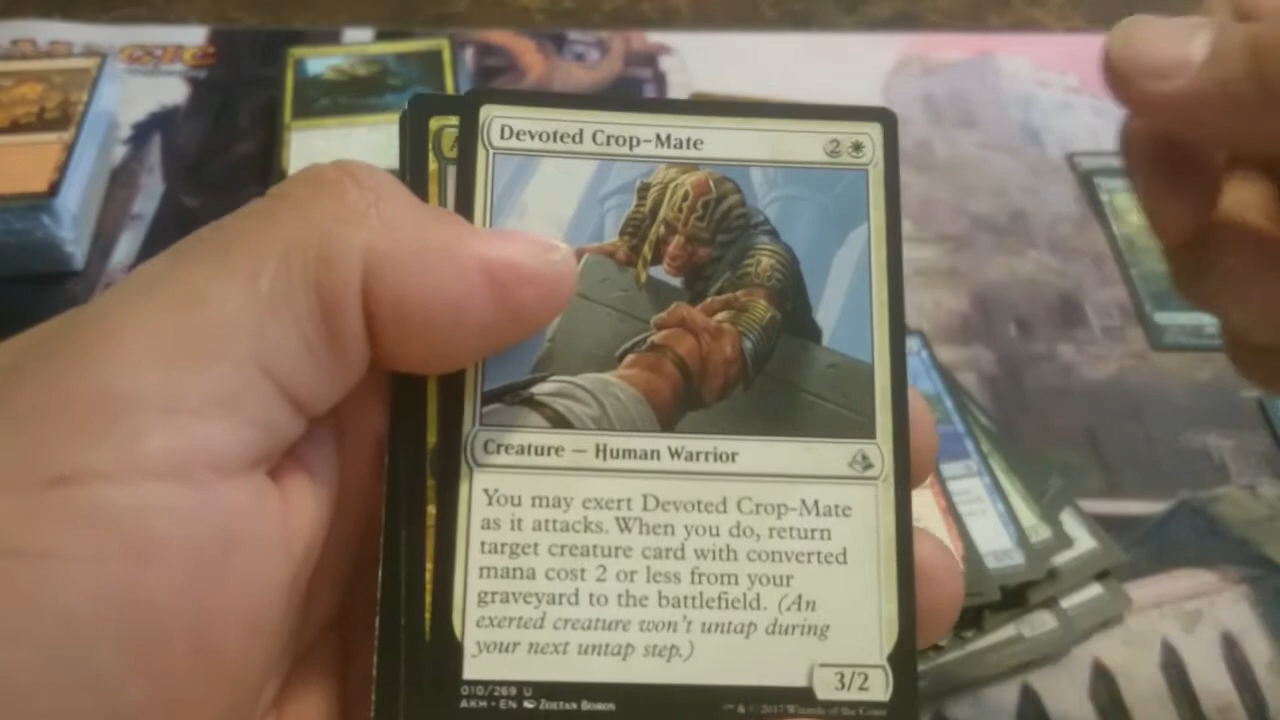 Devoted Crop-Mate 2
Creature — Human Warrior
You may exert Devoted Crop-Mate
as it attacks. When you do, return
target creature card with converted
mana cost 2 or less from your
graveyard to the battlefield. (An
exerted creature won't untap during
your next untap step.)
3/2
010/269 U
AKH • EN Zoltan Boros
™ & © 2017 Wizards of the Coast
A